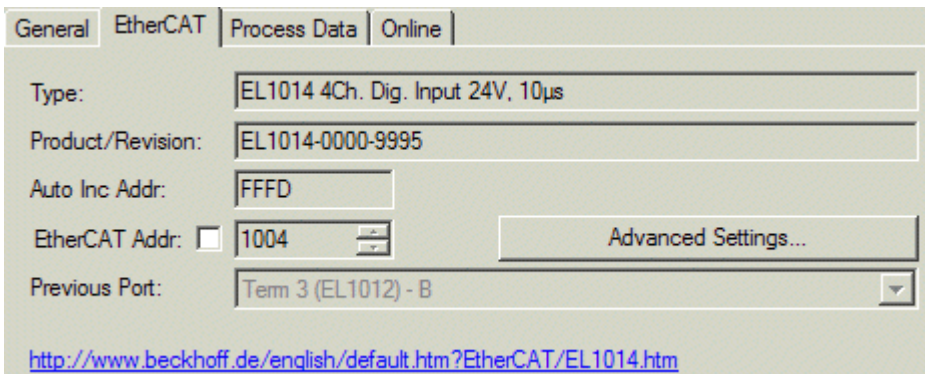 General EtherCAT Process Data Online
Type: EL1014 4Ch. Dig. Input 24V, 10µs
Product/Revision: EL1014-0000-9995
Auto Inc Addr: FFFD
EtherCAT Addr: 1004 Advanced Settings...
Previous Port: Term 3 (EL1012) - B
http://www.beckhoff.de/english/default.htm?EtherCAT/EL1014.htm